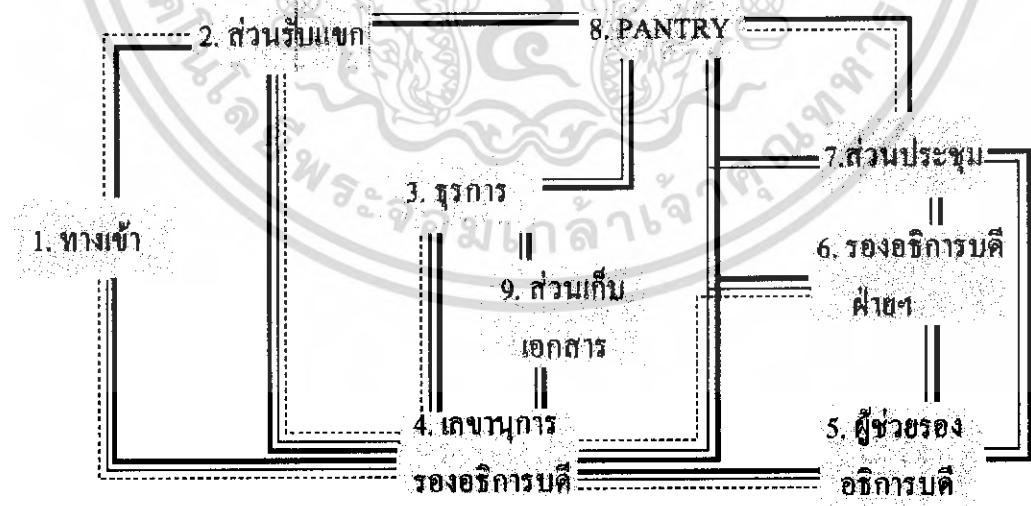 2. ส่วนรับแขก
8. PANTRY
7.ส่วนประชุม
3. ธุรการ
1. ทางเข้า
6. รองอธิการบดี
ฝ่ายฯ
9. ส่วนเก็บ
เอกสาร
4. เลขานุการ
รองอธิการบดี
5. ผู้ช่วยรอง
อธิการบดี